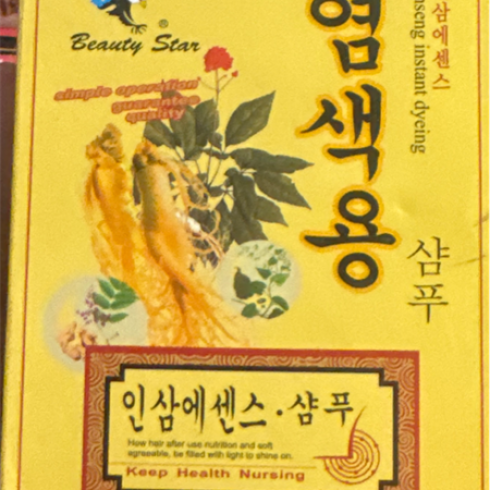 Beauty Star
®
simple operation
guarantee
quality
염색용
삼에센스
nseng instant dyeing
샴푸
인삼에센스·샴푸
How hair after use nutrition and soft
agreeable, be filled with light to shine on.
Keep Health Nursing